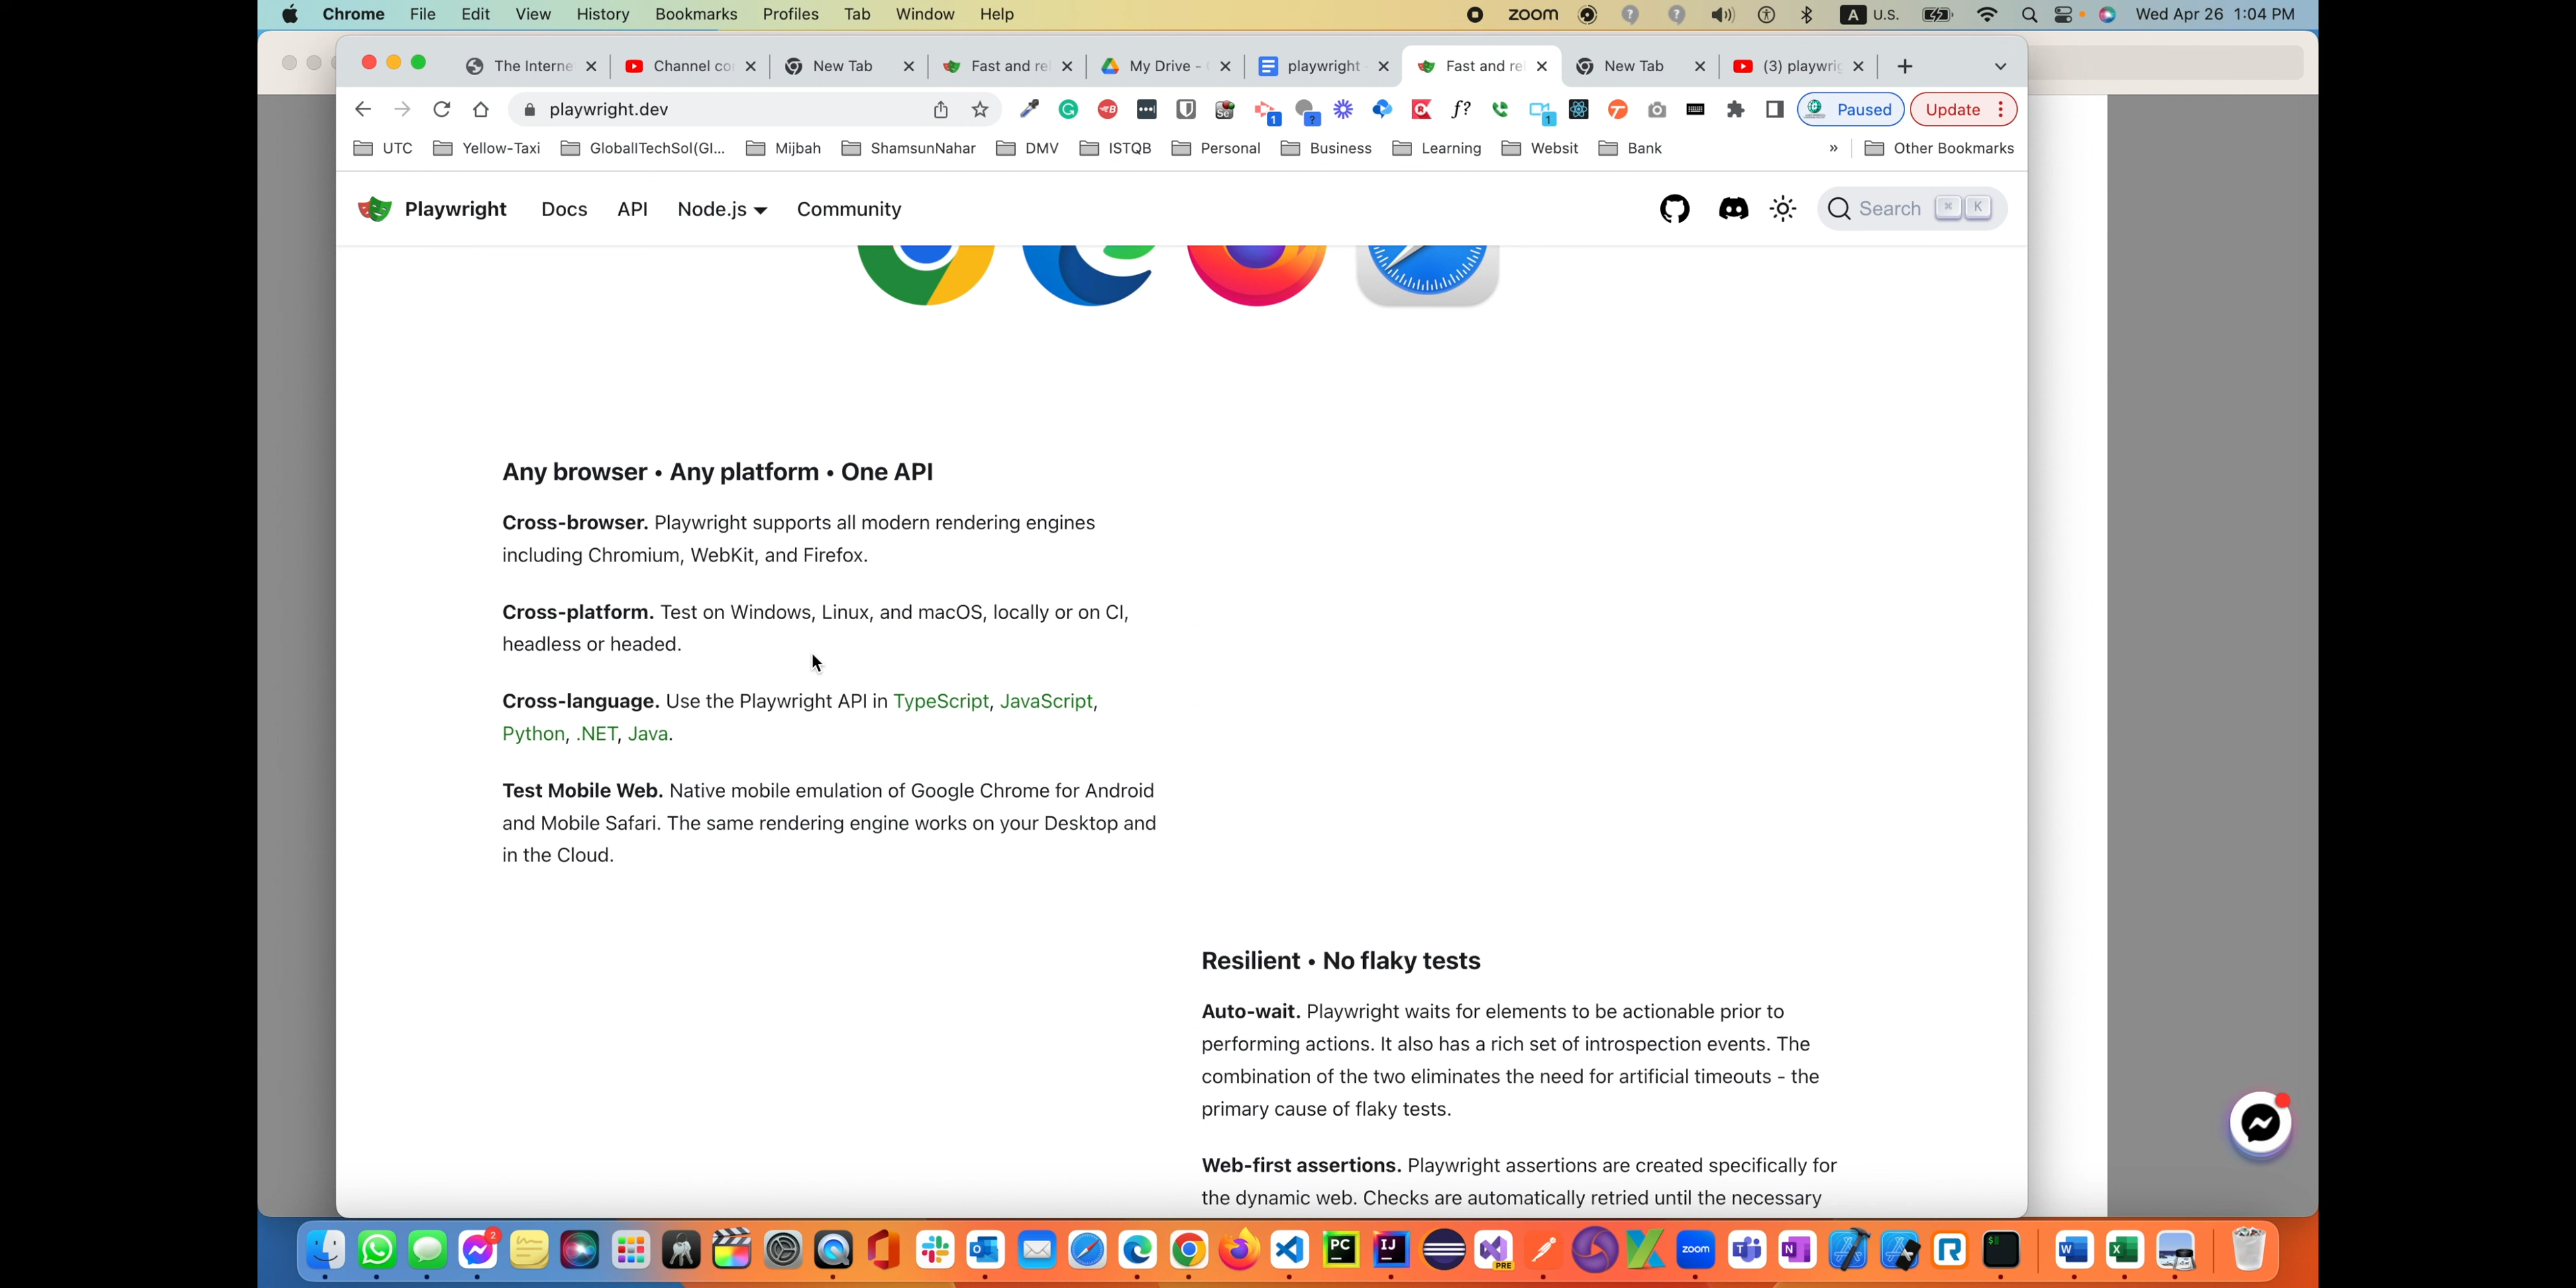 Chrome File Edit View History Bookmarks Profiles Tab Window Help zoom A U.S. Wed Apr 26 1:04 PM
The Interne Channel co New Tab Fast and re My Drive - playwright Fast and re New Tab (3) playwri
playwright.dev f? Paused Update
UTC Yellow-Taxi GloballTechSol(Gl... Mijbah ShamsunNahar DMV ISTQB Personal Business Learning Websit Bank » Other Bookmarks
Playwright Docs API Node.js Community Search ⌘ K
Any browser • Any platform • One API
Cross-browser. Playwright supports all modern rendering engines
including Chromium, WebKit, and Firefox.
Cross-platform. Test on Windows, Linux, and macOS, locally or on CI,
headless or headed.
Cross-language. Use the Playwright API in TypeScript, JavaScript,
Python, .NET, Java.
Test Mobile Web. Native mobile emulation of Google Chrome for Android
and Mobile Safari. The same rendering engine works on your Desktop and
in the Cloud.
Resilient • No flaky tests
Auto-wait. Playwright waits for elements to be actionable prior to
performing actions. It also has a rich set of introspection events. The
combination of the two eliminates the need for artificial timeouts - the
primary cause of flaky tests.
Web-first assertions. Playwright assertions are created specifically for
the dynamic web. Checks are automatically retried until the necessary
2 PC IJ PRE zoom T N R W X